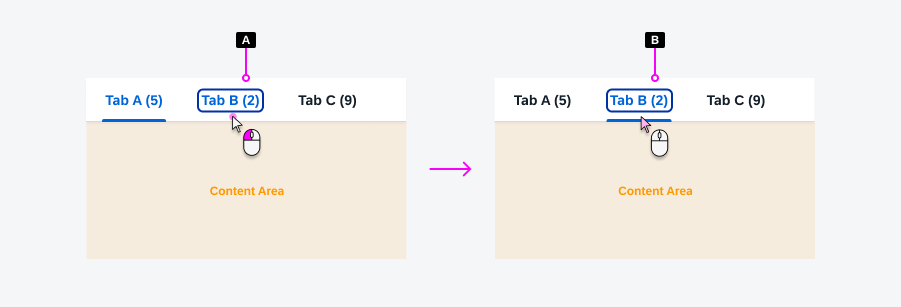 A
B
Tab A (5) Tab B (2) Tab C (9)
Tab A (5) Tab B (2) Tab C (9)
Content Area
Content Area